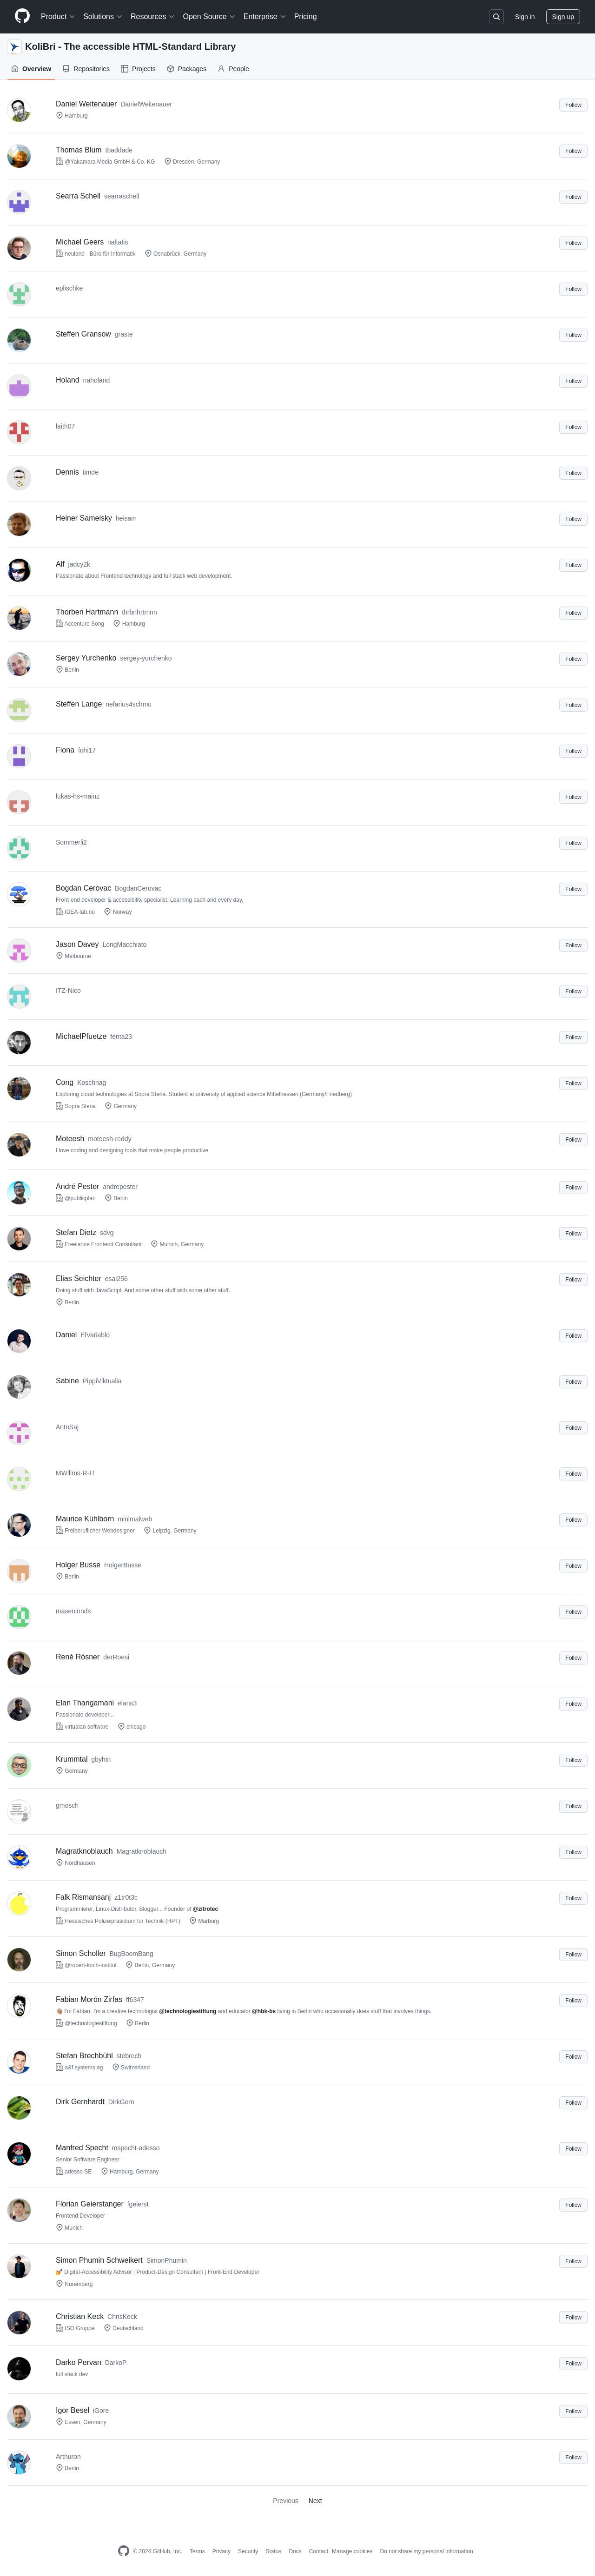 Product Solutions Resources Open Source Enterprise Pricing Sign in Sign up
KoliBri - The accessible HTML-Standard Library
Overview Repositories Projects Packages People
Daniel Weitenauer DanielWeitenauer Follow
Hamburg
Thomas Blum tbaddade Follow
@Yakamara Media GmbH & Co. KG Dresden, Germany
Searra Schell searraschell Follow
Michael Geers naltatis Follow
neuland - Büro für Informatik Osnabrück, Germany
eplischke Follow
Steffen Gransow graste Follow
Holand naholand Follow
laith07 Follow
Dennis timde Follow
Heiner Sameisky heisam Follow
Alf jadcy2k Follow
Passionate about Frontend technology and full stack web development.
Thorben Hartmann thrbnhrtmnn Follow
Accenture Song Hamburg
Sergey Yurchenko sergey-yurchenko Follow
Berlin
Steffen Lange nefarius4schmu Follow
Fiona fohi17 Follow
lukas-hs-mainz Follow
Sommerli2 Follow
Bogdan Cerovac BogdanCerovac Follow
Front-end developer & accessibility specialist. Learning each and every day.
IDEA-lab.no Norway
Jason Davey LongMacchiato Follow
Melbourne
ITZ-Nico Follow
MichaelPfuetze fenta23 Follow
Cong Koschnag Follow
Exploring cloud technologies at Sopra Steria. Student at university of applied science Mittelhessen (Germany/Friedberg)
Sopra Steria Germany
Moteesh moteesh-reddy Follow
I love coding and designing tools that make people productive
André Pester andrepester Follow
@publicplan Berlin
Stefan Dietz sdvg Follow
Freelance Frontend Consultant Munich, Germany
Elias Seichter esai256 Follow
Doing stuff with JavaScript. And some other stuff with some other stuff.
Berlin
Daniel ElVariablo Follow
Sabine PippiViktualia Follow
AntnSaj Follow
MWillms-R-IT Follow
Maurice Kühlborn minimalweb Follow
Freiberuflicher Webdesigner Leipzig, Germany
Holger Busse HolgerBusse Follow
Berlin
maseninnds Follow
René Rösner derRoesi Follow
Elan Thangamani elans3 Follow
Passionate developer...
virtualan software chicago
Krummtal gbyhtn Follow
Germany
gmosch Follow
Magratknoblauch Magratknoblauch Follow
Nordhausen
Falk Rismansanj z1tr0t3c Follow
Programmierer, Linux-Distributor, Blogger... Founder of @zitrotec
Hessisches Polizeipräsidium für Technik (HPT) Marburg
Simon Scholler BugBoomBang Follow
@robert-koch-institut Berlin, Germany
Fabian Morón Zirfas ff6347 Follow
👋🏽 I'm Fabian. I'm a creative technologist @technologiestiftung and educator @hbk-bs living in Berlin who occasionally does stuff that involves things.
@technologiestiftung Berlin
Stefan Brechbühl stebrech Follow
a&f systems ag Switzerland
Dirk Gernhardt DirkGern Follow
Manfred Specht mspecht-adesso Follow
Senior Software Engineer
adesso SE Hamburg, Germany
Florian Geierstanger fgeierst Follow
Frontend Developer
Munich
Simon Phumin Schweikert SimonPhumin Follow
💅 Digital-Accessibility Advisor | Product-Design Consultant | Front-End Developer
Nuremberg
Christian Keck ChrisKeck Follow
ISO Gruppe Deutschland
Darko Pervan DarkoP Follow
full stack dev
Igor Besel iGore Follow
Essen, Germany
Arthuron Follow
Berlin
Previous Next
© 2024 GitHub, Inc. Terms Privacy Security Status Docs Contact Manage cookies Do not share my personal information